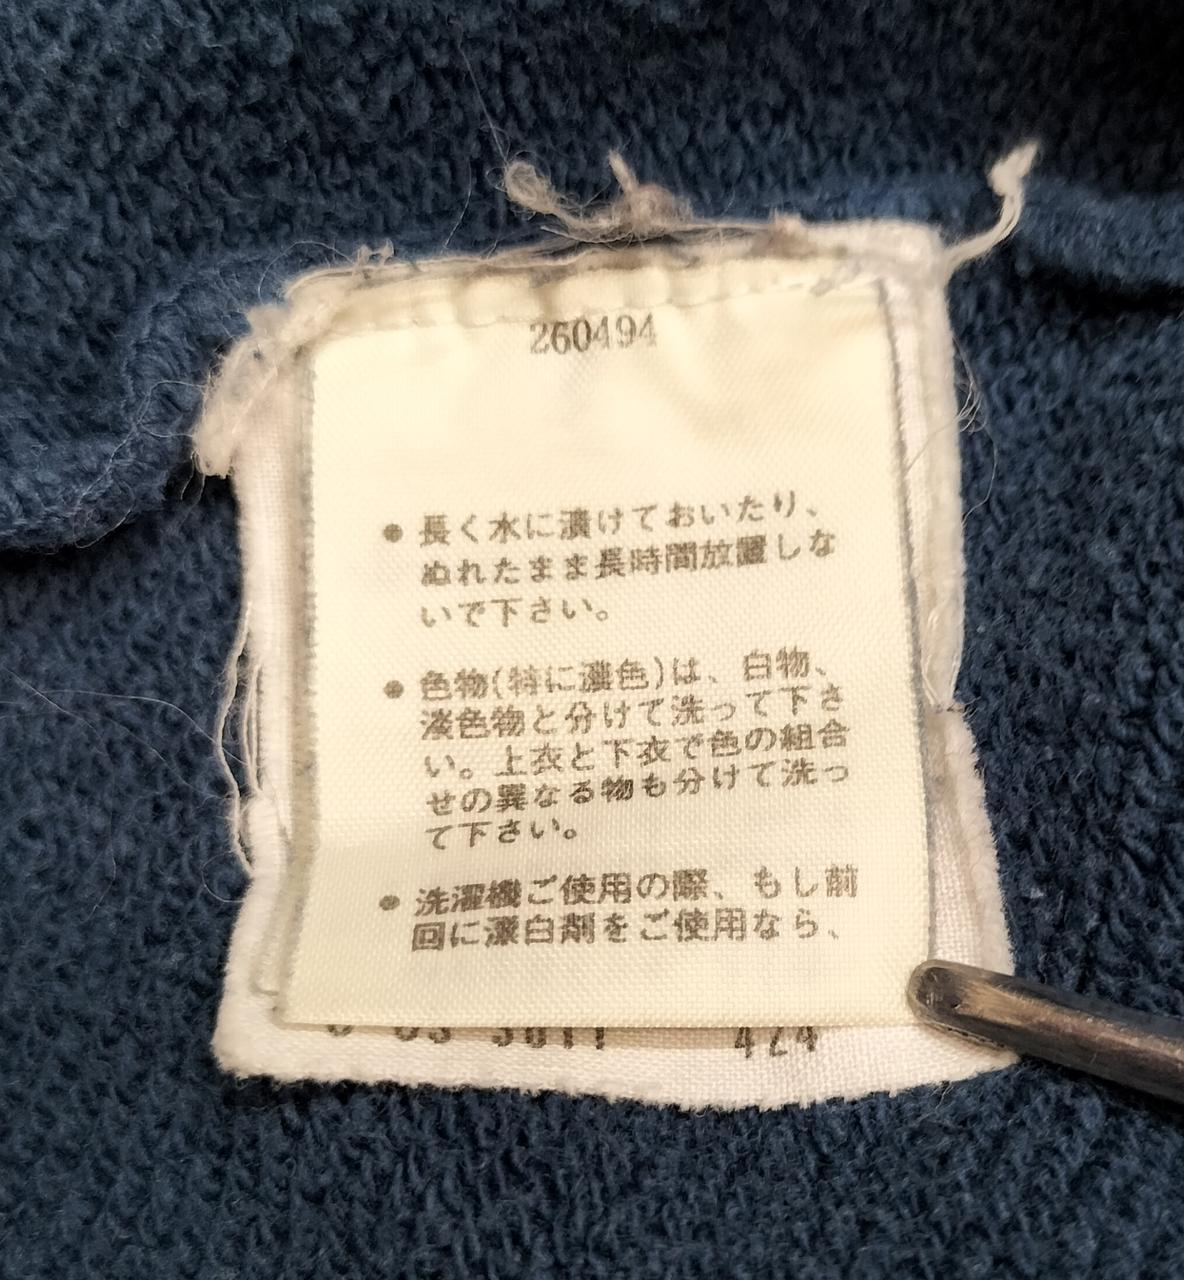 260494
● 長く水に漬けておいたり、
ぬれたまま長時間放置しな
いで下さい。
● 色物(特に濃色)は、白物、
淡色物と分けて洗って下さ
い。上衣と下衣で色の組合
せの異なる物も分けて洗っ
て下さい。
● 洗濯機ご使用の際、もし前
回に漂白剤をご使用なら、
424